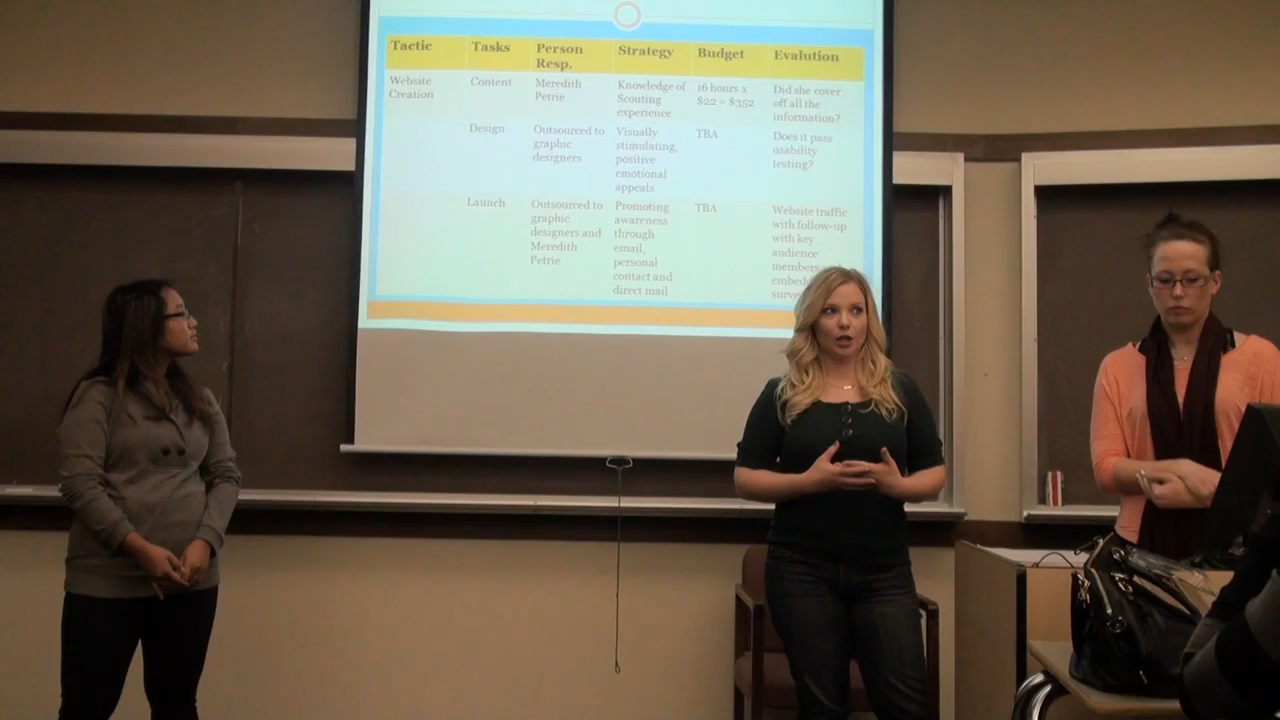 Tactic Tasks Person Resp. Strategy Budget Evalution
Website Creation
Content
Meredith Petrie
Knowledge of Scouting experience
16 hours x $22 = $352
Did she cover off all the information?
Design
Outsourced to graphic designers
Visually stimulating, positive emotional appeals
TBA
Does it pass usability testing?
Launch
Outsourced to graphic designers and Meredith Petrie
Promoting awareness through email, personal contact and direct mail
TBA
Website traffic with follow-up with key audience members